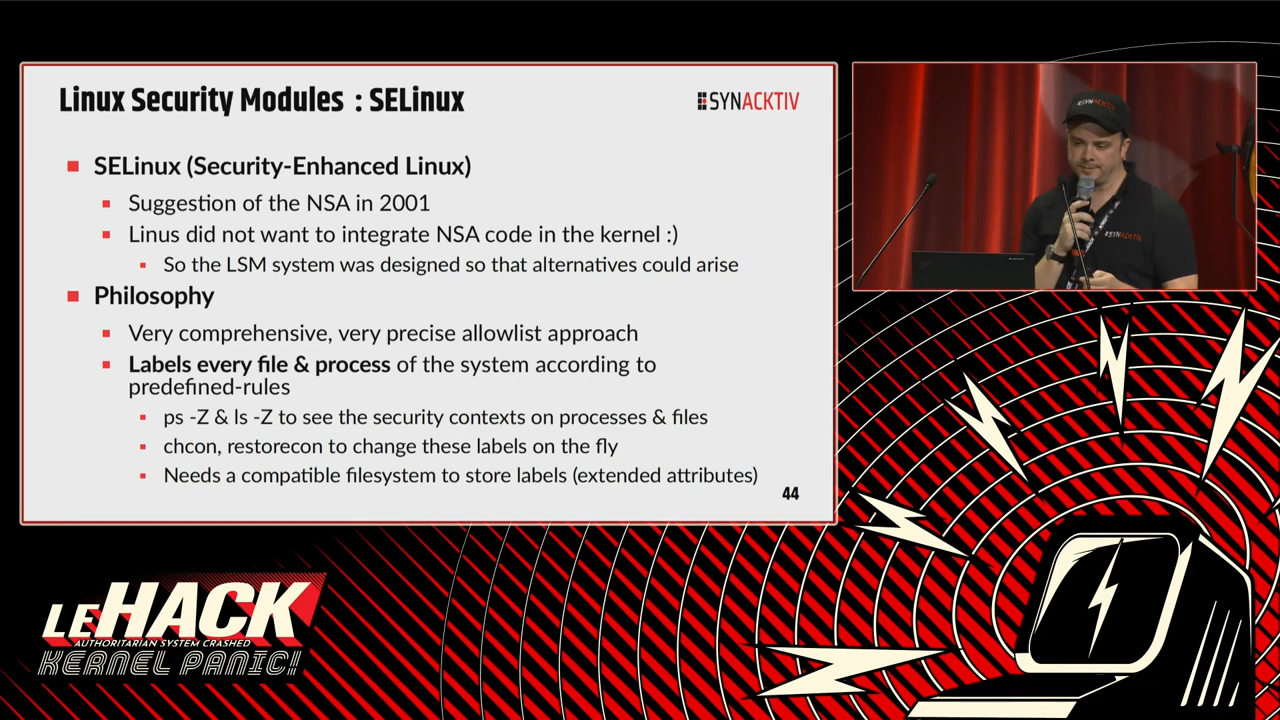 Linux Security Modules : SELinux
SYNACKTIV
SELinux (Security-Enhanced Linux)
Suggestion of the NSA in 2001
Linus did not want to integrate NSA code in the kernel :)
So the LSM system was designed so that alternatives could arise
Philosophy
Very comprehensive, very precise allowlist approach
Labels every file & process of the system according to
predefined-rules
ps -Z & ls -Z to see the security contexts on processes & files
chcon, restorecon to change these labels on the fly
Needs a compatible filesystem to store labels (extended attributes)
44
SYNACKTIV
SYNACKTIV
LEHACK
AUTHORITARIAN SYSTEM CRASHED
KERNEL PANIC!